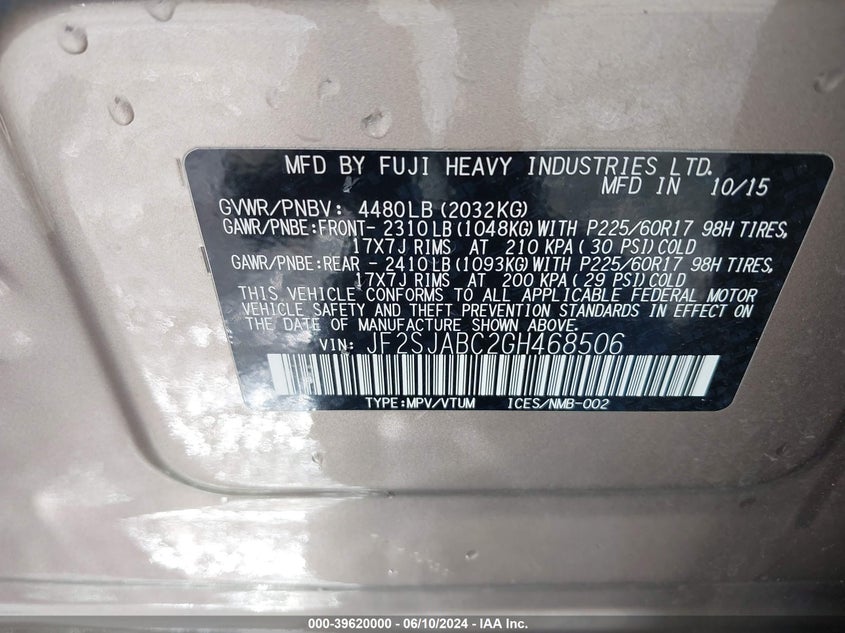 MFD BY FUJI HEAVY INDUSTRIES LTD.
MFD IN 10/15
GVWR/PNBV: 4480LB (2032KG)
GAWR/PNBE:FRONT- 2310LB (1048KG) WITH P225/60R17 98H TIRES,
17X7J RIMS AT 210 KPA (30 PSI) COLD
GAWR/PNBE:REAR - 2410LB (1093KG) WITH P225/60R17 98H TIRES,
17X7J RIMS AT 200 KPA (29 PSI) COLD
THIS VEHICLE CONFORMS TO ALL APPLICABLE FEDERAL MOTOR
VEHICLE SAFETY AND THEFT PREVENTION STANDARDS IN EFFECT ON
THE DATE OF MANUFACTURE SHOWN ABOVE.
VIN: JF2SJABC2GH468506
TYPE:MPV/VTUM ICES/NMB-002
000-39620000 - 06/10/2024 - IAA Inc.